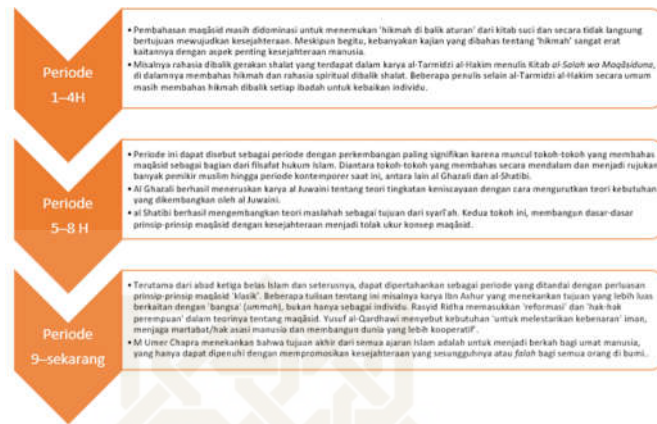 Periode
1–4H
• Pembahasan maqâsid masih didominasi untuk menemukan 'hikmah di balik aturan' dari kitab suci dan secara tidak langsung
bertujuan mewujudkan kesejahteraan. Meskipun begitu, kebanyakan kajian yang dibahas tentang 'hikmah' sangat erat
kaitannya dengan aspek penting kesejahteraan manusia.
• Misalnya rahasia dibalik gerakan shalat yang terdapat dalam karya al-Tarmidzi al-Hakim menulis Kitab al-Salah wa Maqâsiduna,
di dalamnya membahas hikmah dan rahasia spiritual dibalik shalat. Beberapa penulis selain al-Tarmidzi al-Hakim secara umum
masih membahas hikmah dibalik setiap ibadah untuk kebaikan individu.
Periode
5–8 H
• Periode ini dapat disebut sebagai periode dengan perkembangan paling signifikan karena muncul tokoh-tokoh yang membahas
maqâsid sebagai bagian dari filsafat hukum Islam. Diantara tokoh-tokoh yang membahas secara mendalam dan menjadi rujukan
banyak pemikir muslim hingga periode kontemporer saat ini, antara lain al Ghazali dan al-Shatibi.
• Al Ghazali berhasil meneruskan karya al Juwaini tentang teori tingkatan keniscayaan dengan cara mengurutkan teori kebutuhan
yang dikembangkan oleh al Juwaini.
• al Shatibi berhasil mengembangkan teori maslahah sebagai tujuan dari syarî'ah. Kedua tokoh ini, membangun dasar-dasar
prinsip-prinsip maqâsid dengan kesejahteraan menjadi tolak ukur konsep maqâsid.
Periode
9–sekarang
• Terutama dari abad ketiga belas Islam dan seterusnya, dapat dipertahankan sebagai periode yang ditandai dengan perluasan
prinsip-prinsip maqâsid 'klasik'. Beberapa tulisan tentang ini misalnya karya Ibn Ashur yang menekankan tujuan yang lebih luas
berkaitan dengan 'bangsa' (ummah), bukan hanya sebagai individu. Rasyid Ridha memasukkan 'reformasi' dan 'hak-hak
perempuan' dalam teorinya tentang maqâsid. Yusuf al-Qardhawi menyebut kebutuhan 'untuk melestarikan kebenaran' iman,
menjaga martabat/hak asasi manusia dan membangun dunia yang lebih kooperatif'.
• M Umer Chapra menekankan bahwa tujuan akhir dari semua ajaran Islam adalah untuk menjadi berkah bagi umat manusia,
yang hanya dapat dipenuhi dengan mempromosikan kesejahteraan yang sesungguhnya atau falah bagi semua orang di bumi..